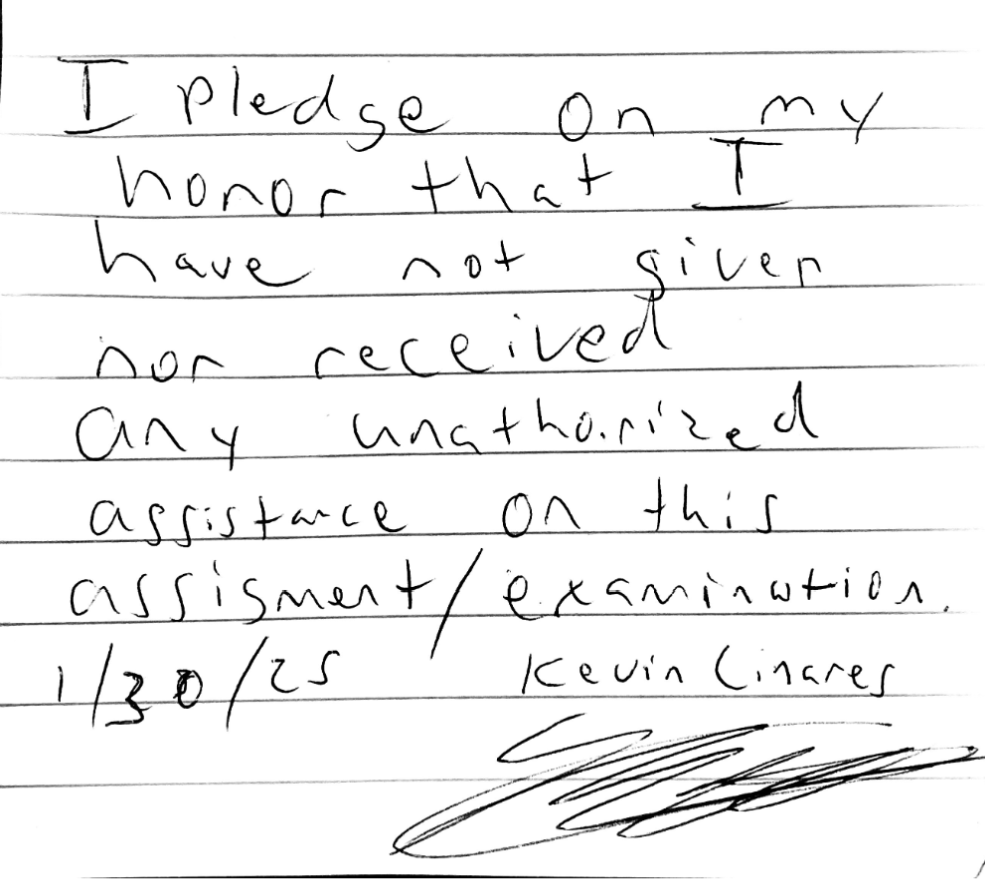 I pledge on my
honor that I
have not given
nor received
any unathorized
assistance on this
assisment/examination.
1/30/25 Kevin Linares